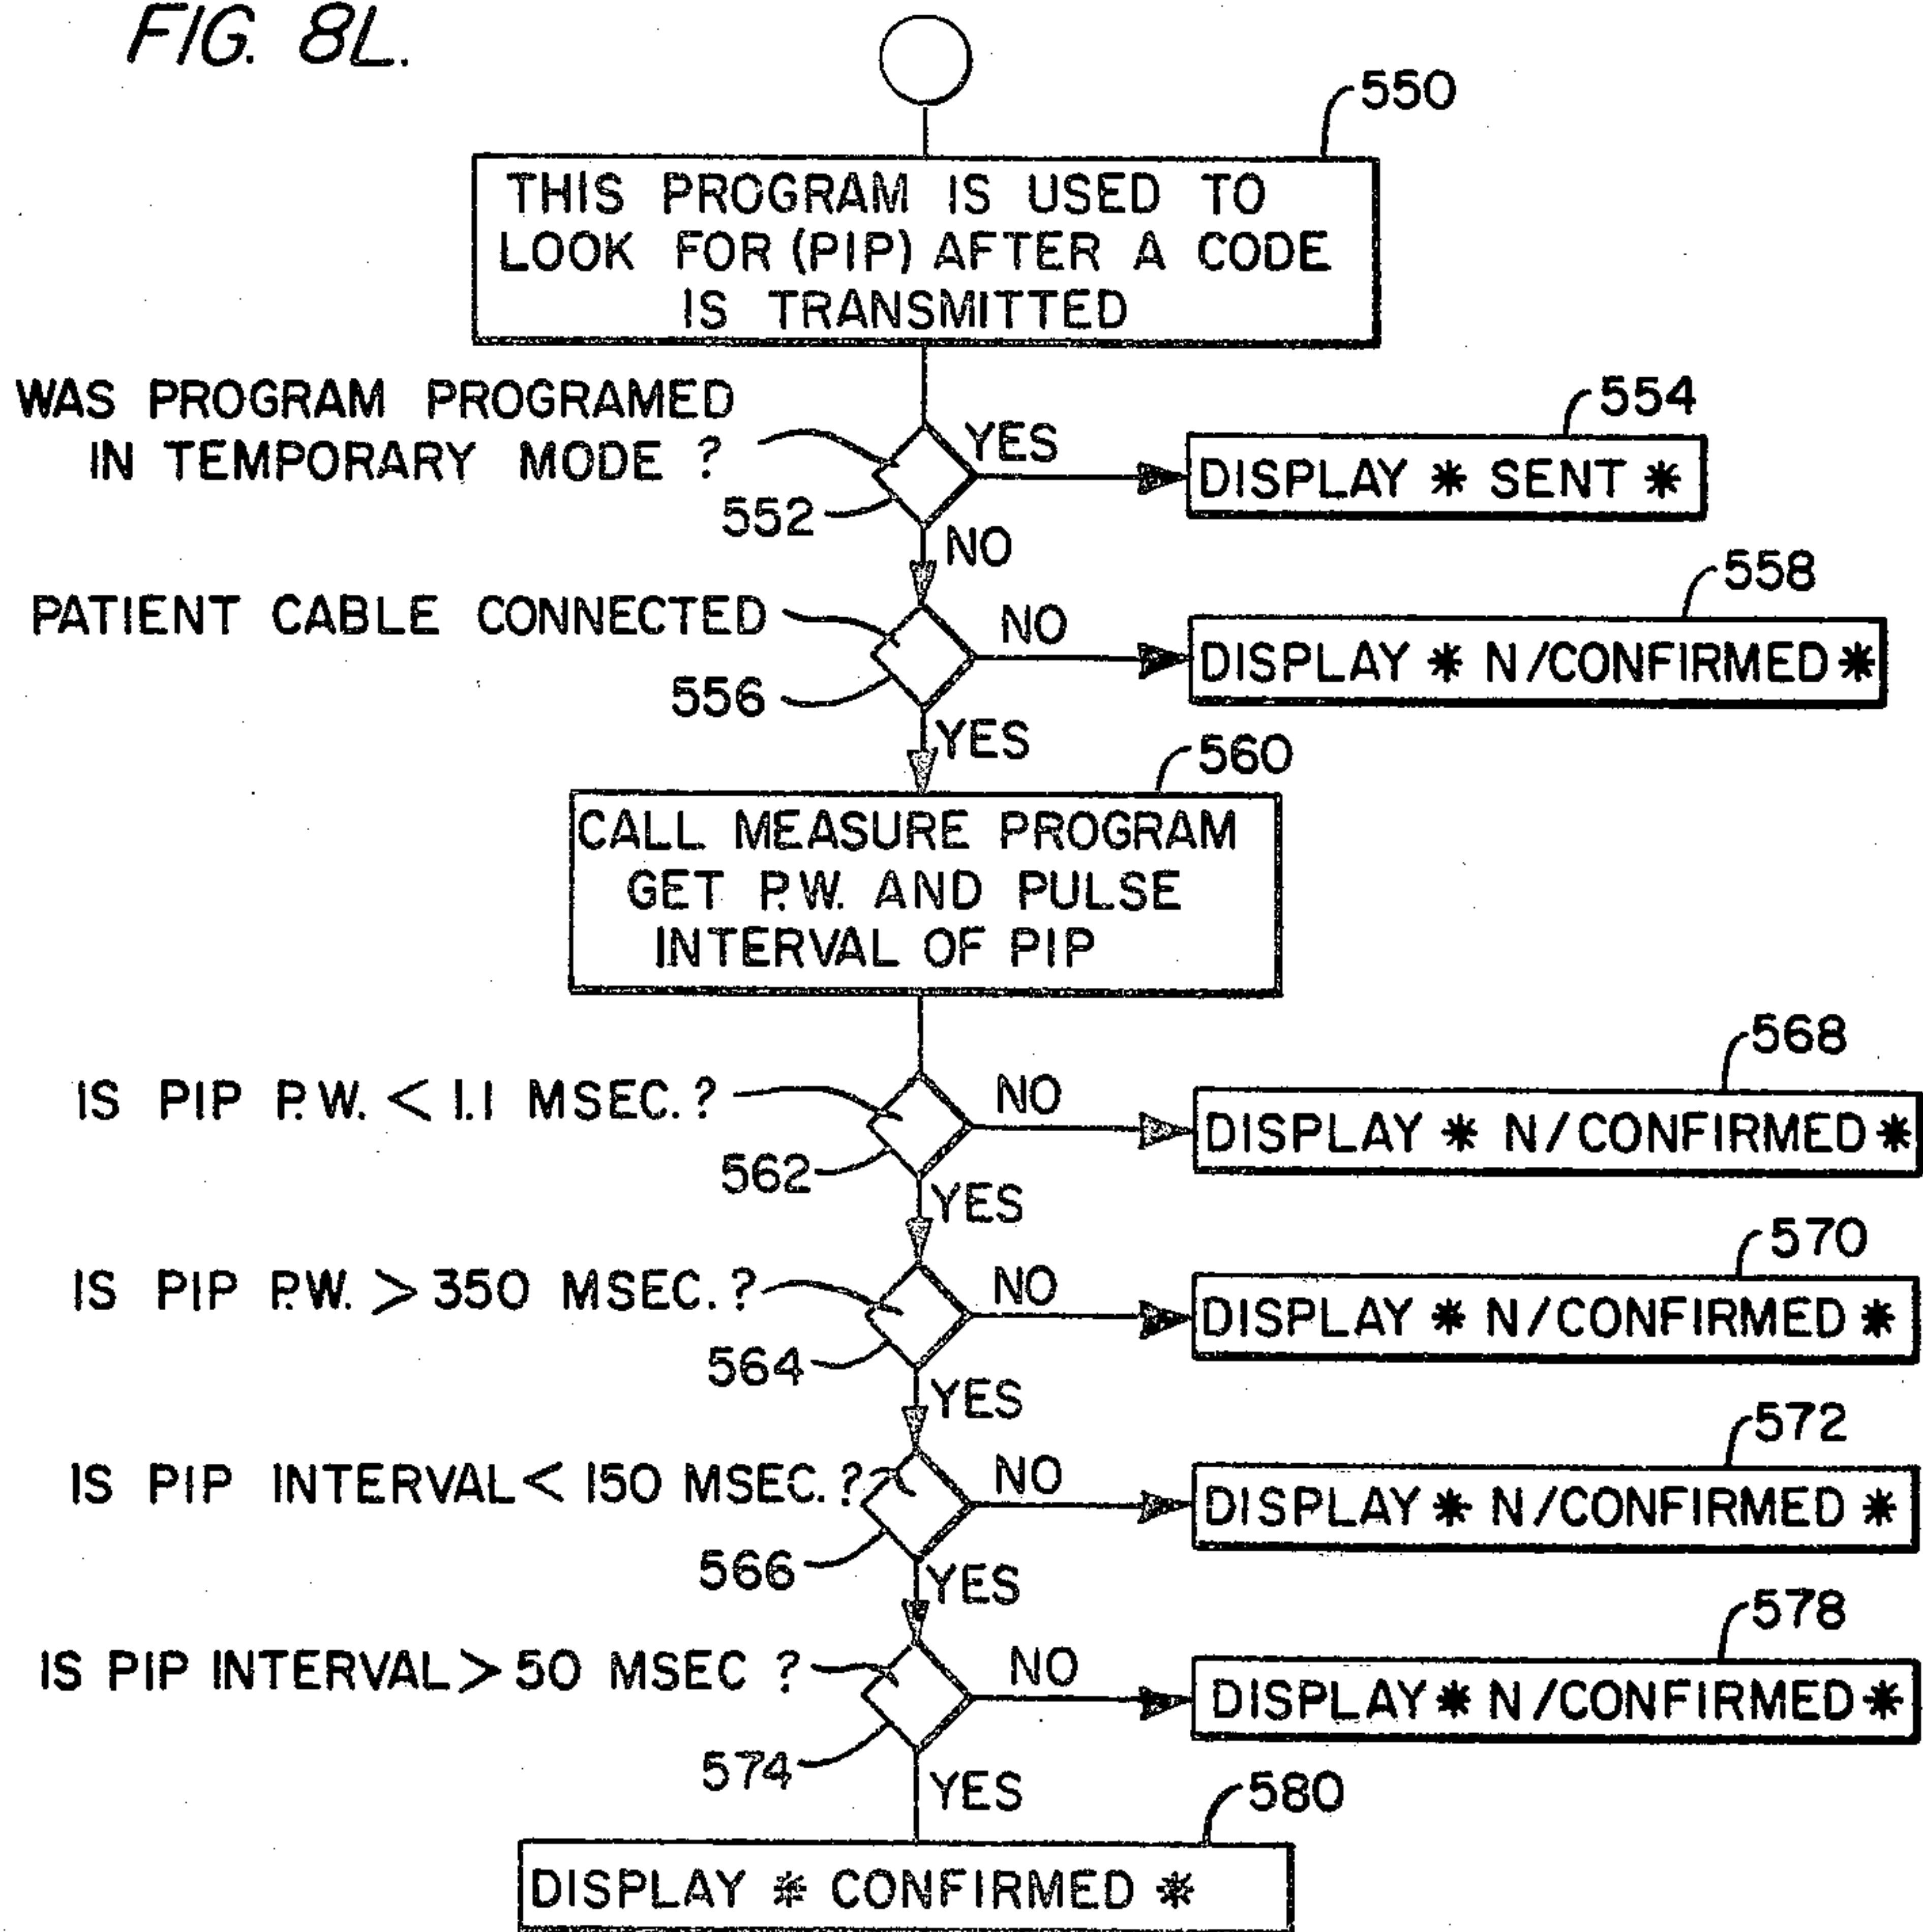 FIG. 8L.
550
THIS PROGRAM IS USED TO
LOOK FOR (PIP) AFTER A CODE
IS TRANSMITTED
WAS PROGRAM PROGRAMED
IN TEMPORARY MODE ?
552
YES
554
DISPLAY * SENT *
NO
PATIENT CABLE CONNECTED
556
NO
558
DISPLAY * N/CONFIRMED *
YES
560
CALL MEASURE PROGRAM
GET P.W. AND PULSE
INTERVAL OF PIP
IS PIP P.W. < 1.1 MSEC. ?
562
NO
568
DISPLAY * N/CONFIRMED *
YES
IS PIP P.W. > 350 MSEC. ?
564
NO
570
DISPLAY * N/CONFIRMED *
YES
IS PIP INTERVAL < 150 MSEC. ?
566
NO
572
DISPLAY * N/CONFIRMED *
YES
IS PIP INTERVAL > 50 MSEC ?
574
NO
578
DISPLAY * N/CONFIRMED *
YES
580
DISPLAY * CONFIRMED *